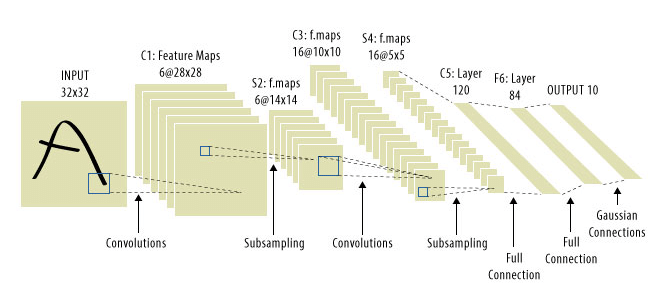 INPUT
32x32
C1: Feature Maps
6@28x28
S2: f.maps
6@14x14
C3: f.maps
16@10x10
S4: f.maps
16@5x5
C5: Layer
120
F6: Layer
84
OUTPUT 10
A
Convolutions
Subsampling
Convolutions
Subsampling
Full
Connection
Full
Connection
Gaussian
Connections